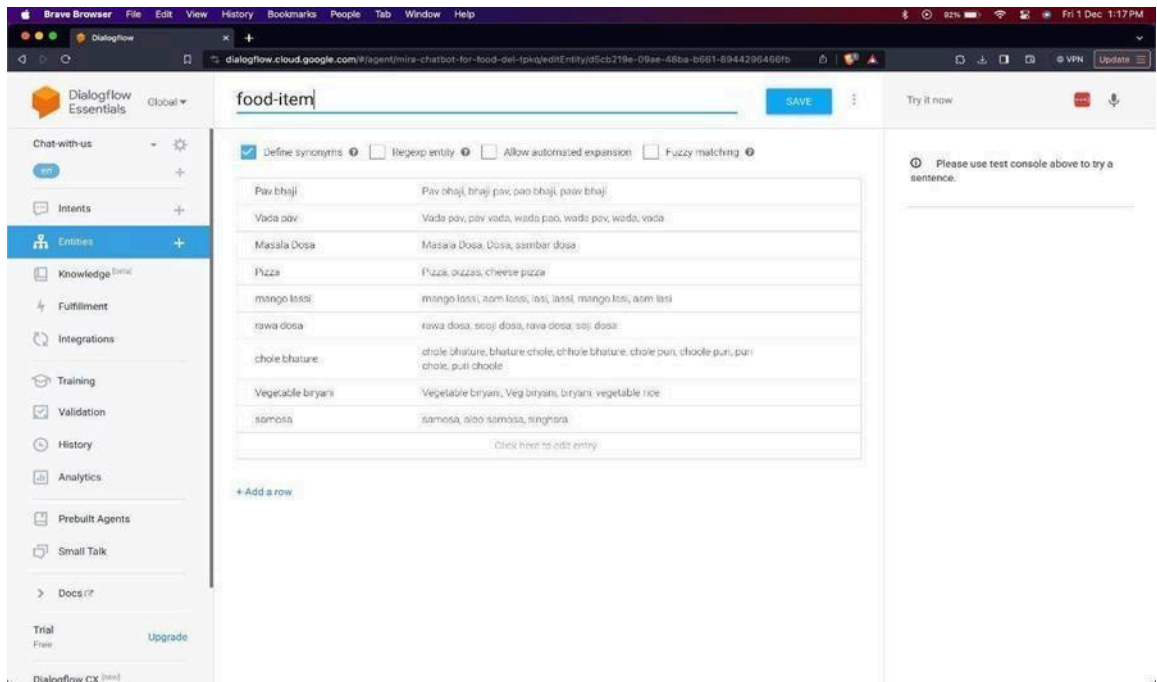 Brave Browser File Edit View History Bookmarks People Tab Window Help 92% Fri 1 Dec 1:17 PM
Dialogflow
dialogflow.cloud.google.com/#/agent/mira-chatbot-for-food-del-tpkq/editEntity/d5cb219e-09ae-48ba-b661-8944296466fb VPN Update
Dialogflow Essentials Global
food-item
SAVE
Try it now
Chat-with-us
en
Define synonyms Regexp entity Allow automated expansion Fuzzy matching
Please use test console above to try a
sentence.
Intents
Entities
Knowledge [beta]
Fulfillment
Integrations
Training
Validation
History
Analytics
Prebuilt Agents
Small Talk
Docs
Trial
Free
Upgrade
Dialogflow CX [new]
Pav bhaji Pav bhaji, bhaji pav, pao bhaji, paav bhaji
Vada pav Vada pav, pav vada, wada pao, wada pav, wada, vada
Masala Dosa Masala Dosa, Dosa, sambar dosa
Pizza Pizza, pizzas, cheese pizza
mango lassi mango lassi, aam lassi, lasi, lassi, mango lasi, aam lasi
rawa dosa rawa dosa, sooji dosa, rava dosa, soji dosa
chole bhature chole bhature, bhature chole, chhole bhature, chole puri, choole puri, puri
chole, puri choole
Vegetable biryani Vegetable biryani, Veg biryani, biryani, vegetable rice
samosa samosa, aloo samosa, singhara
Click here to edit entry
+ Add a row